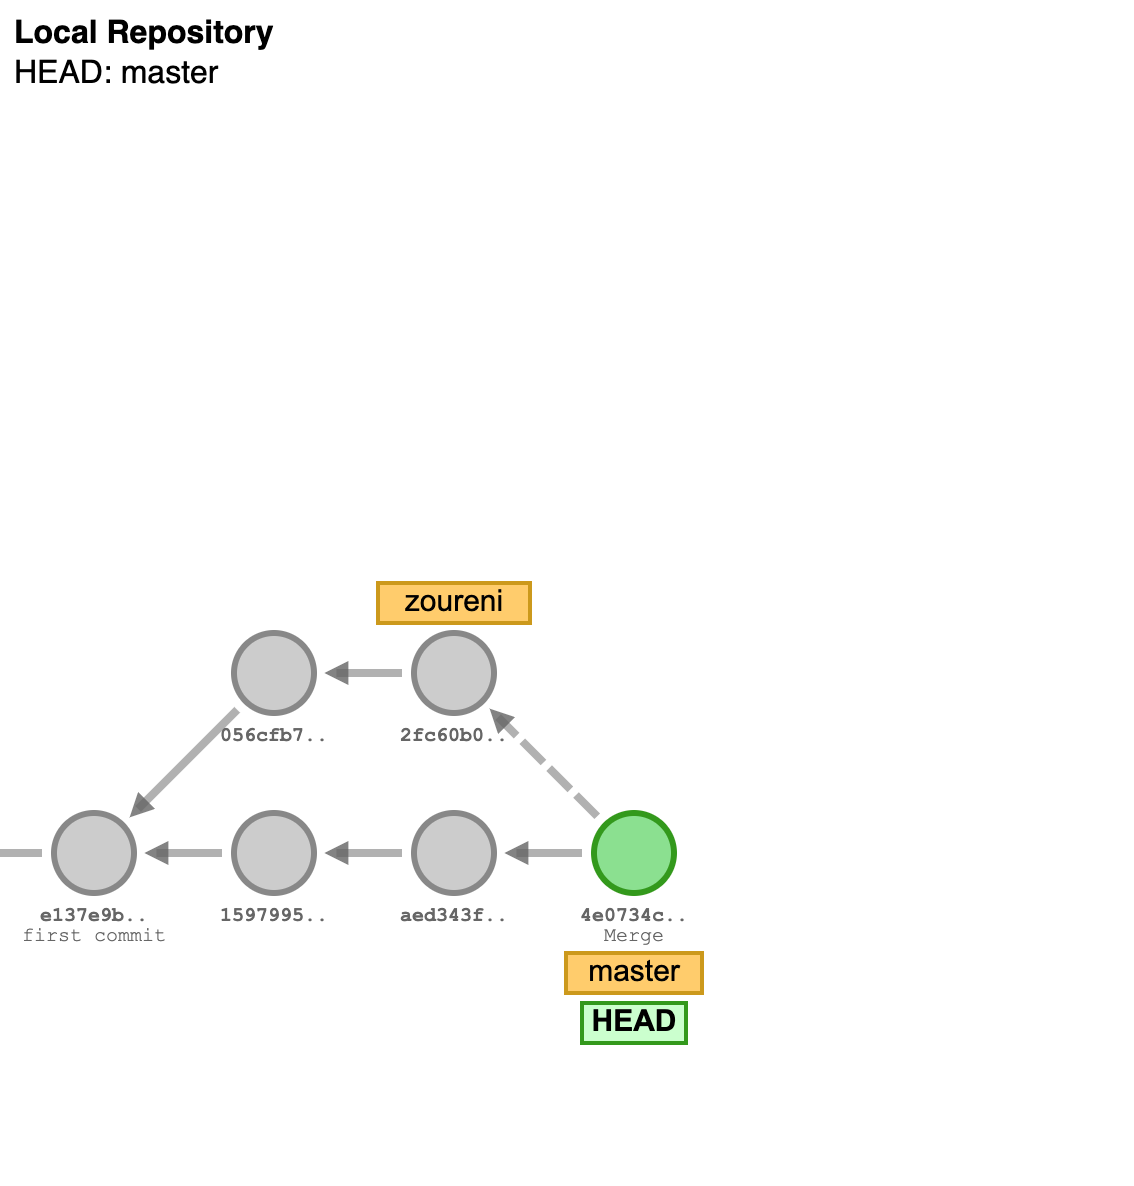 Local Repository
HEAD: master
zoureni
056cfb7..
2fc60b0..
e137e9b..
first commit
1597995..
aed343f..
4e0734c..
Merge
master
HEAD